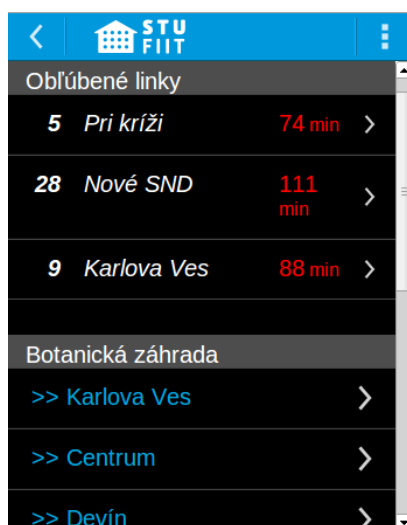 STU
FIIT
Obľúbené linky
5 Pri kríži 74 min
28 Nové SND 111
min
9 Karlova Ves 88 min
Botanická záhrada
>> Karlova Ves
>> Centrum
>> Devín